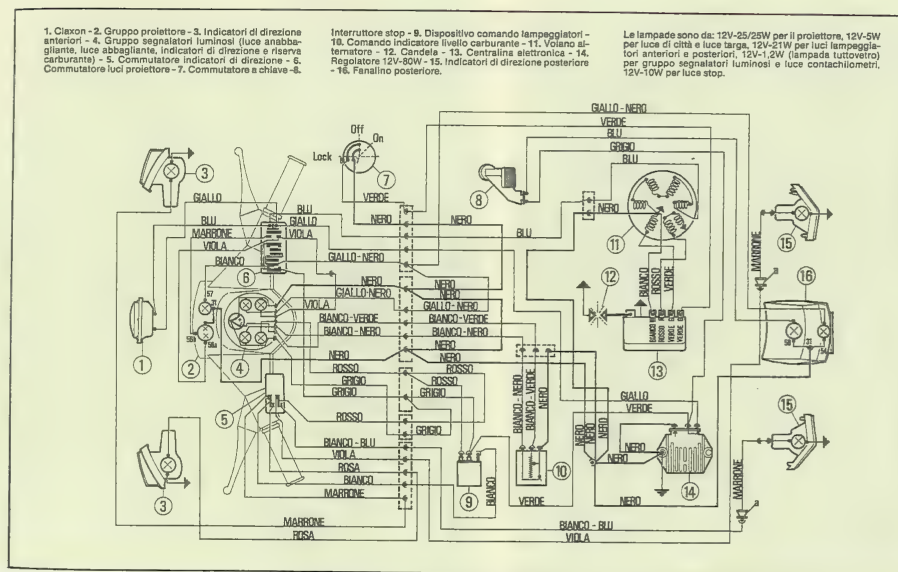 1. Claxon - 2. Gruppo proiettore - 3. Indicatori di direzione
anteriori - 4. Gruppo segnalatori luminosi (luce anabba-
gliante, luce abbagliante, indicatori di direzione e riserva
carburante) - 5. Commutatore indicatori di direzione - 6.
Commutatore luci proiettore - 7. Commutatore a chiave -8.
Interruttore stop - 9. Dispositivo comando lampeggiatori -
10. Comando indicatore livello carburante - 11. Volano al-
ternatore - 12. Candela - 13. Centralina elettronica - 14.
Regolatore 12V-80W - 15. Indicatori di direzione posteriore
- 16. Fanalino posteriore.
Le lampade sono da: 12V-25/25W per il proiettore, 12V-5W
per luce di città e luce targa, 12V-21W per luci lampeggia-
tori anteriori e posteriori, 12V-1,2W (lampada tuttovetro)
per gruppo segnalatori luminosi e luce contachilometri,
12V-10W per luce stop.
GIALLO - NERO
VERDE
BLU
GRIGIO
BLU
Off
On
Lock
7
3
8
11
15
VERDE
NERO
NERO
GIALLO
BLU
MARRONE
VIOLA
BLU
GIALLO
VIOLA
BLU
GIALLO - NERO
BIANCO
6
MARRONE
16
12
BIANCO
ROSSO
VERDE
57
31
56b
56a
NERO
GIALLO-NERO
VIOLA
BIANCO-VERDE
BIANCO-NERO
NERO
NERO
GIALLO-NERO
BIANCO-VERDE
BIANCO-NERO
NERO
NERO
BIANCO
ROSSO
VERDE
VERDE
31
1
2
4
13
ROSSO
GRIGIO
GRIGIO
ROSSO
GRIGIO
BIANCO - NERO
BIANCO - VERDE
NERO
GIALLO
VERDE
5
ROSSO
GRIGIO
15
NERO
NERO
NERO
NERO
NERO
BIANCO - BLU
VIOLA
ROSA
BIANCO
MARRONE
MARRONE
3
9
BIANCO
10
14
VERDE
NERO
MARRONE
ROSA
BIANCO - BLU
VIOLA